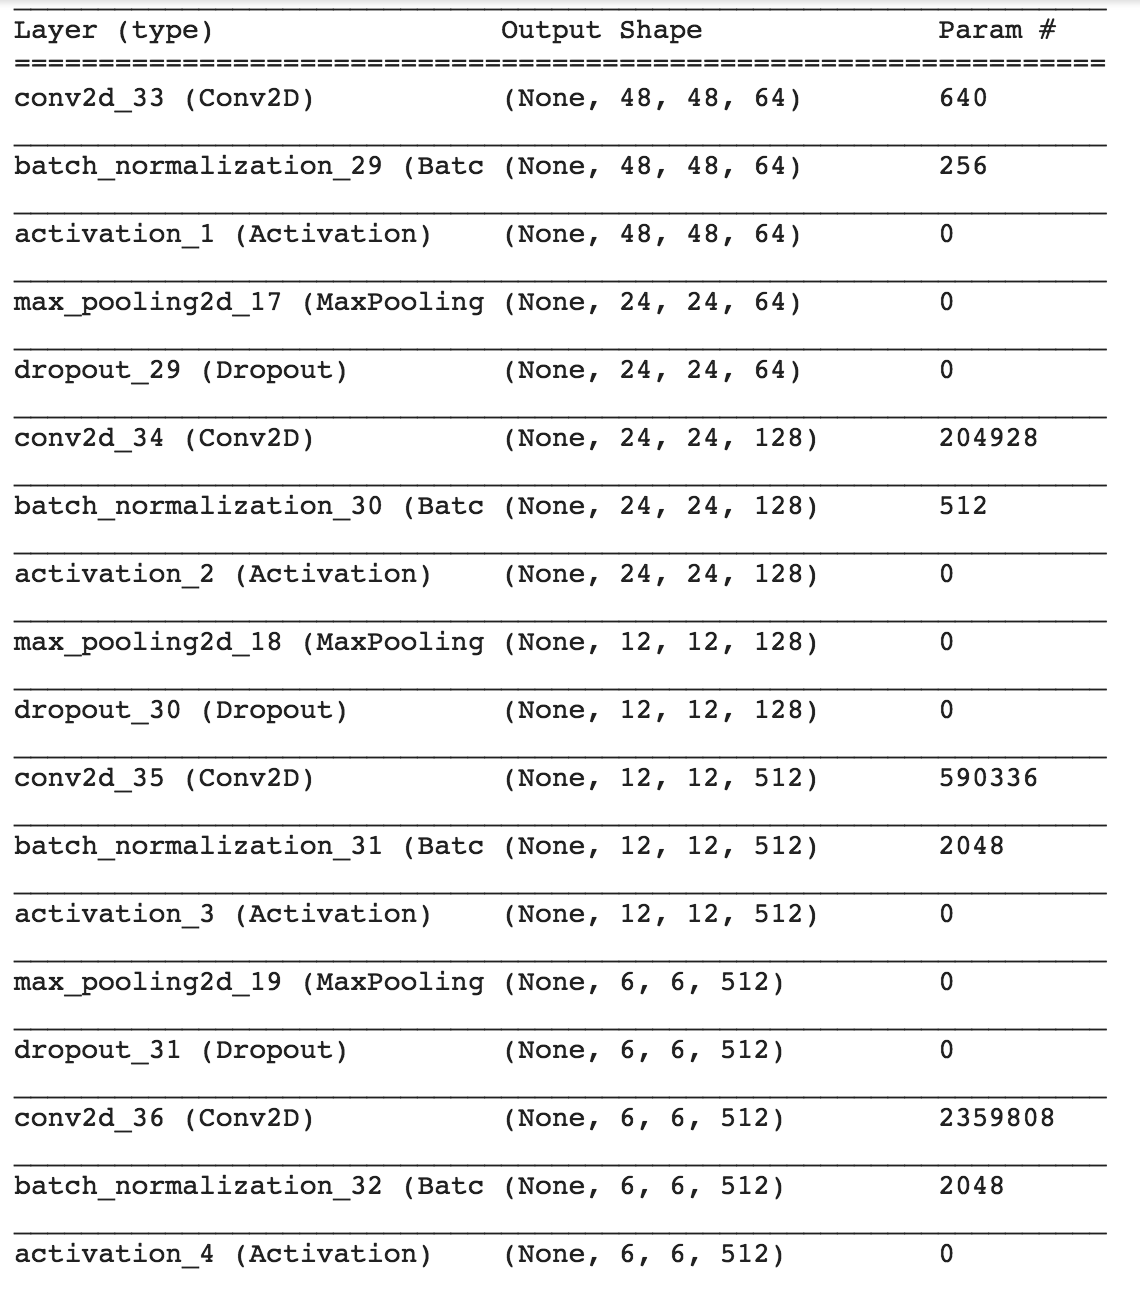 Layer (type) Output Shape Param #
=================================================================
conv2d_33 (Conv2D) (None, 48, 48, 64) 640
batch_normalization_29 (Batc (None, 48, 48, 64) 256
activation_1 (Activation) (None, 48, 48, 64) 0
max_pooling2d_17 (MaxPooling (None, 24, 24, 64) 0
dropout_29 (Dropout) (None, 24, 24, 64) 0
conv2d_34 (Conv2D) (None, 24, 24, 128) 204928
batch_normalization_30 (Batc (None, 24, 24, 128) 512
activation_2 (Activation) (None, 24, 24, 128) 0
max_pooling2d_18 (MaxPooling (None, 12, 12, 128) 0
dropout_30 (Dropout) (None, 12, 12, 128) 0
conv2d_35 (Conv2D) (None, 12, 12, 512) 590336
batch_normalization_31 (Batc (None, 12, 12, 512) 2048
activation_3 (Activation) (None, 12, 12, 512) 0
max_pooling2d_19 (MaxPooling (None, 6, 6, 512) 0
dropout_31 (Dropout) (None, 6, 6, 512) 0
conv2d_36 (Conv2D) (None, 6, 6, 512) 2359808
batch_normalization_32 (Batc (None, 6, 6, 512) 2048
activation_4 (Activation) (None, 6, 6, 512) 0